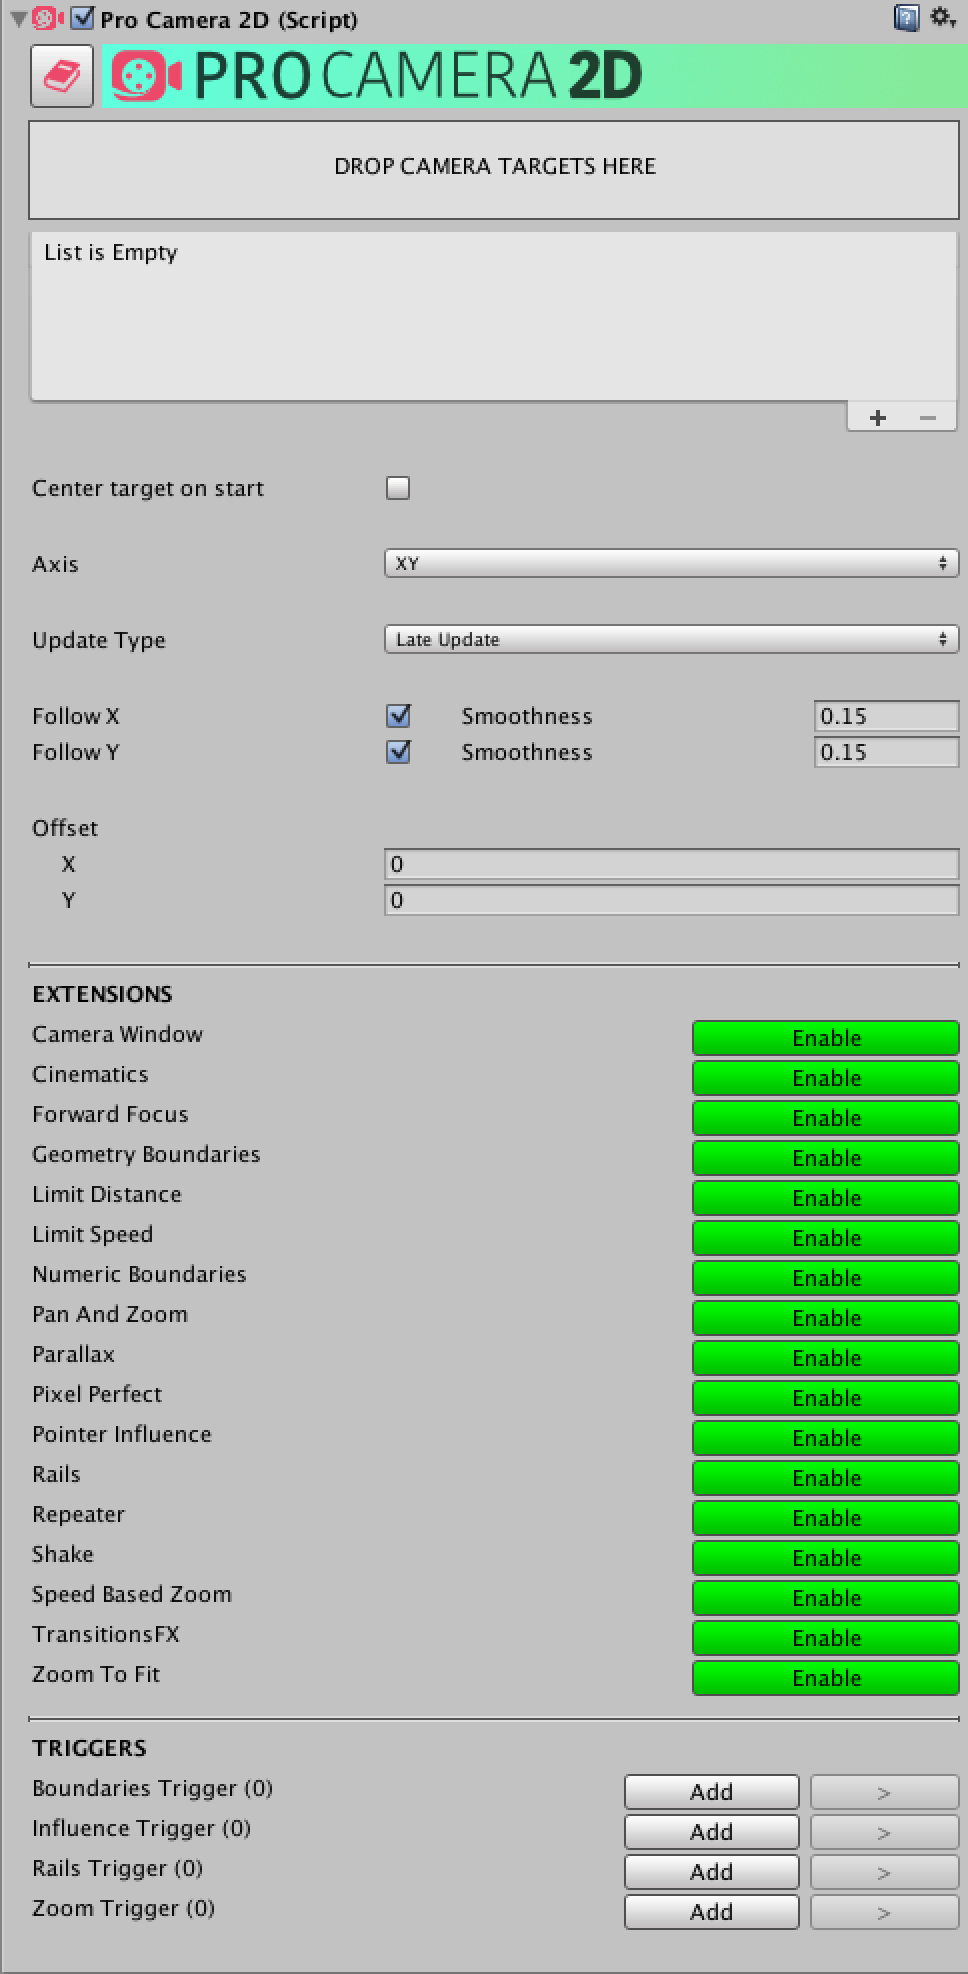 Pro Camera 2D (Script)
PROCAMERA2D
DROP CAMERA TARGETS HERE
List is Empty
+ −
Center target on start
Axis XY
Update Type Late Update
Follow X Smoothness 0.15
Follow Y Smoothness 0.15
Offset
X 0
Y 0
EXTENSIONS
Camera Window Enable
Cinematics Enable
Forward Focus Enable
Geometry Boundaries Enable
Limit Distance Enable
Limit Speed Enable
Numeric Boundaries Enable
Pan And Zoom Enable
Parallax Enable
Pixel Perfect Enable
Pointer Influence Enable
Rails Enable
Repeater Enable
Shake Enable
Speed Based Zoom Enable
TransitionsFX Enable
Zoom To Fit Enable
TRIGGERS
Boundaries Trigger (0) Add >
Influence Trigger (0) Add >
Rails Trigger (0) Add >
Zoom Trigger (0) Add >